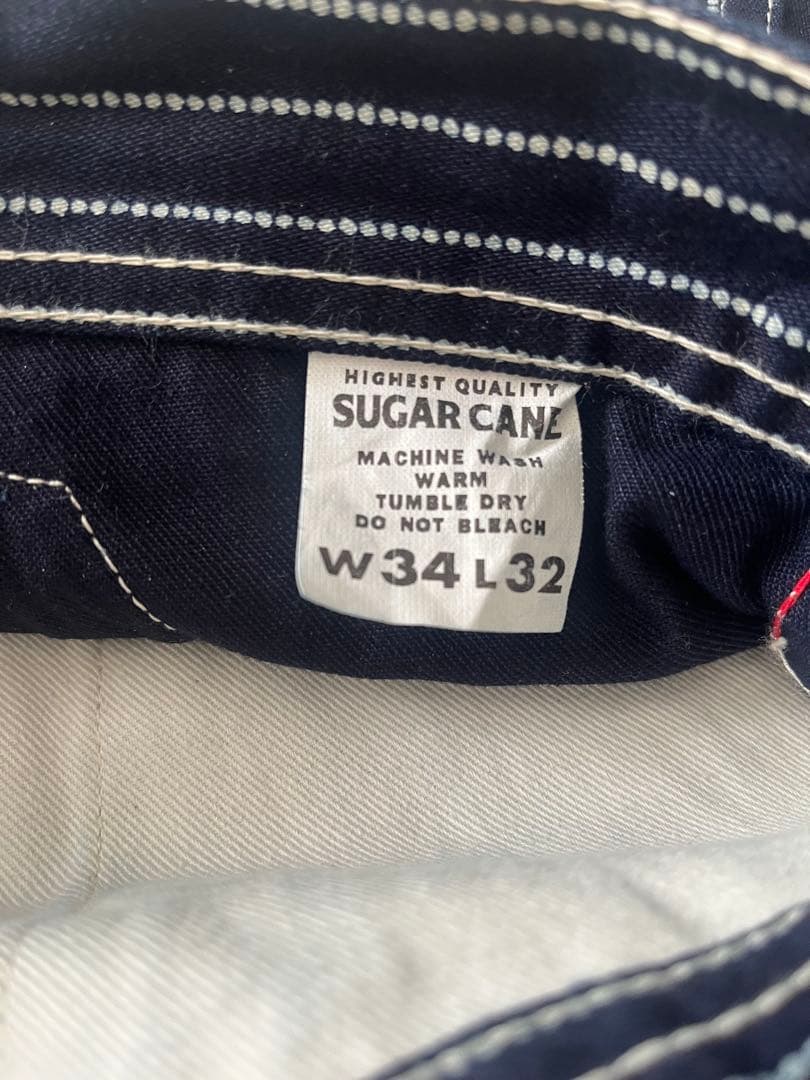 HIGHEST QUALITY
SUGAR CANE
MACHINE WASH
WARM
TUMBLE DRY
DO NOT BLEACH
W34 L32